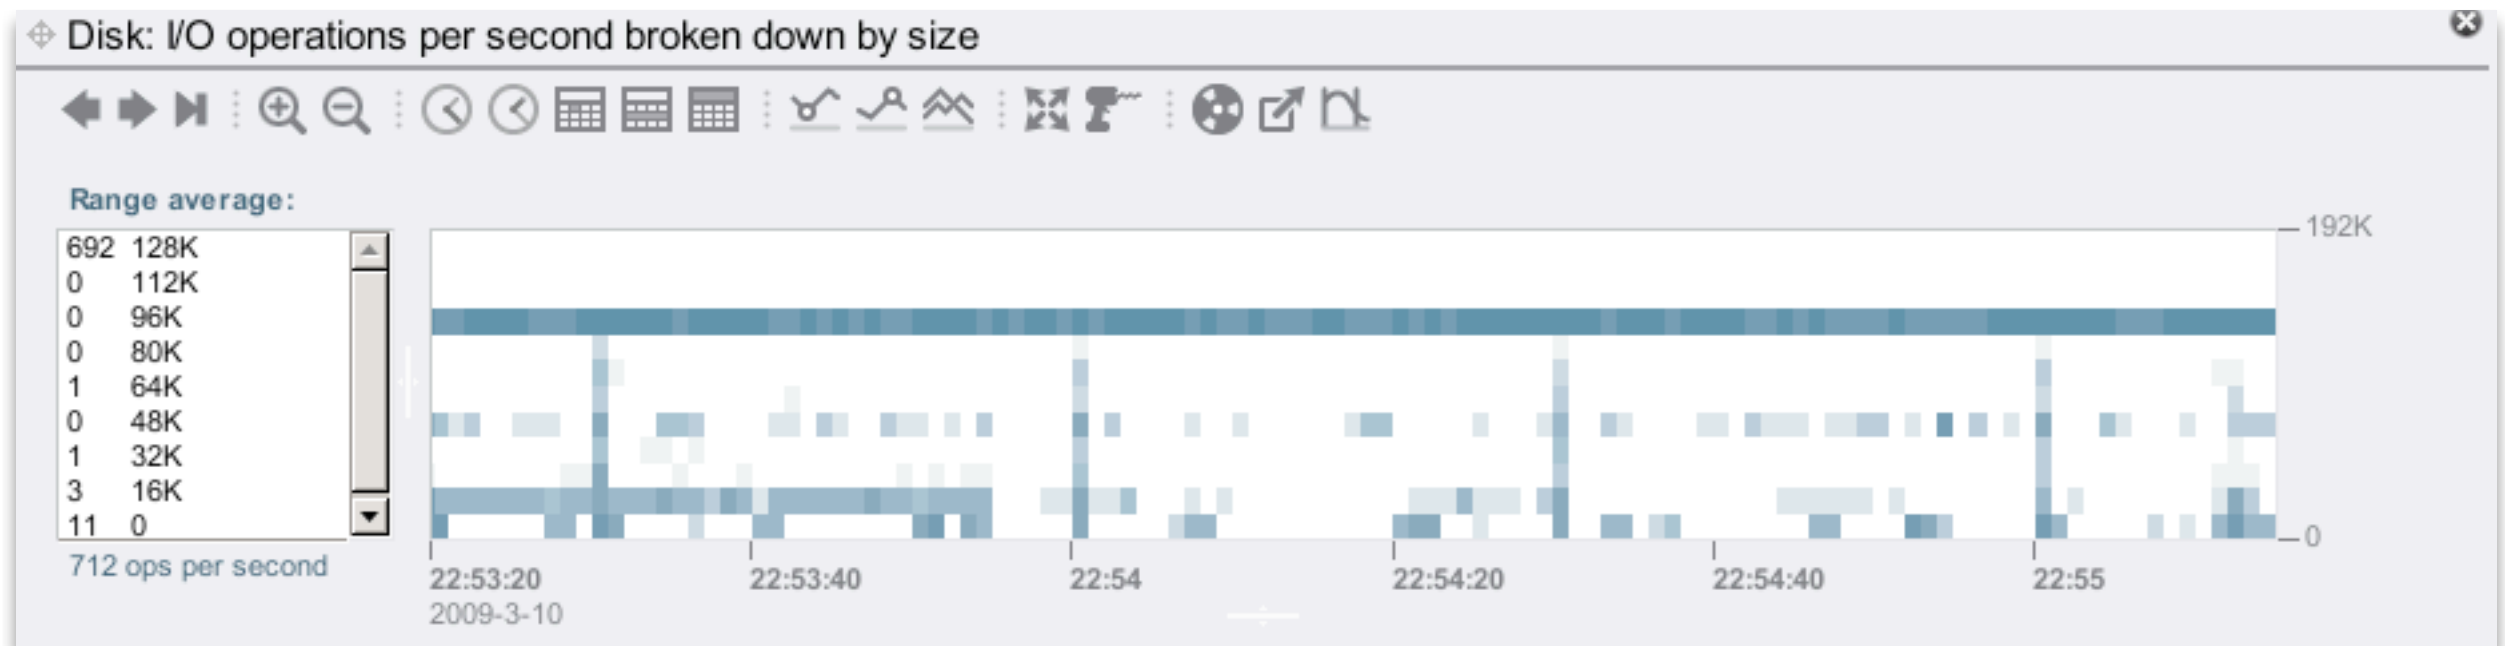 Disk: I/O operations per second broken down by size
Range average:
692 128K
0 112K
0 96K
0 80K
1 64K
0 48K
1 32K
3 16K
11 0
712 ops per second
192K
0
22:53:20 22:53:40 22:54 22:54:20 22:54:40 22:55
2009-3-10